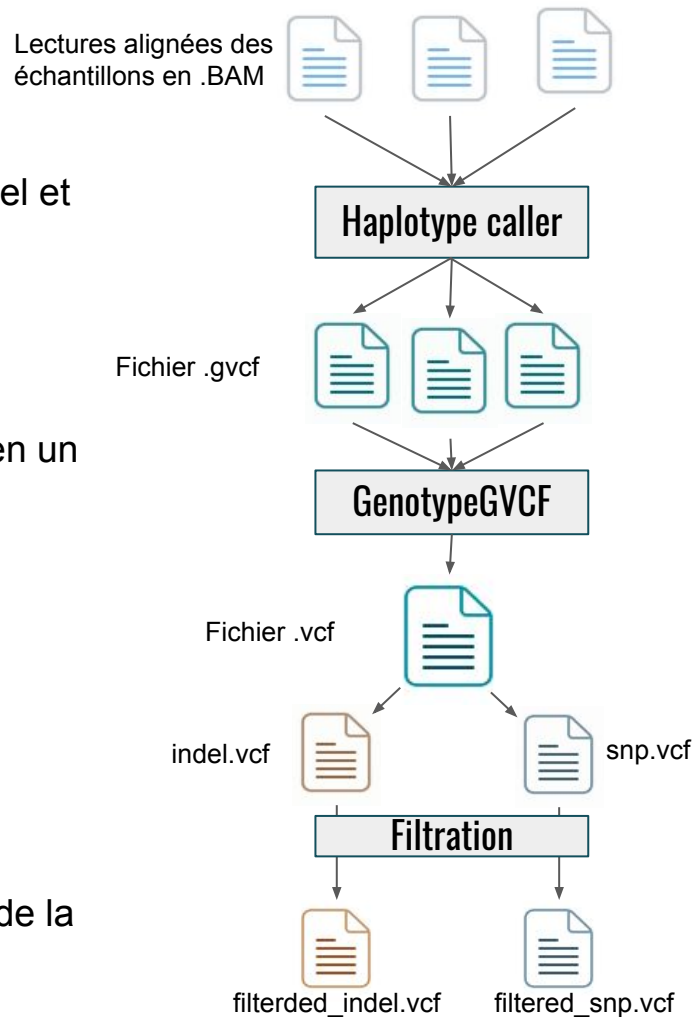 Lectures alignées des
échantillons en .BAM
el et
Haplotype caller
Fichier .gvcf
en un
GenotypeGVCF
Fichier .vcf
indel.vcf
snp.vcf
Filtration
de la
filterded_indel.vcf
filtered_snp.vcf